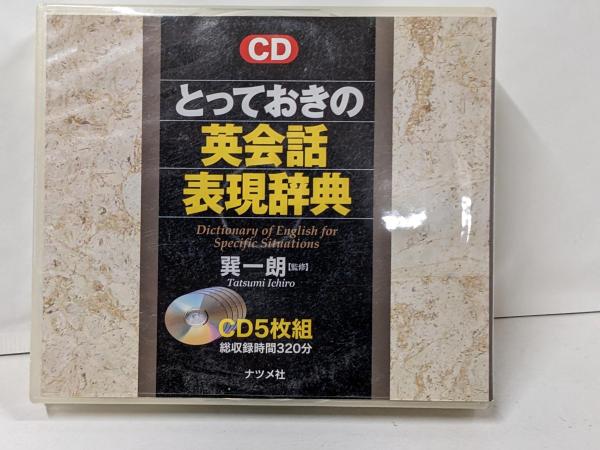 CD
とっておきの
英会話
表現辞典
Dictionary of English for
Specific Situations
巽一朗【監修】
Tatsumi Ichiro
CD5枚組
総収録時間320分
ナツメ社